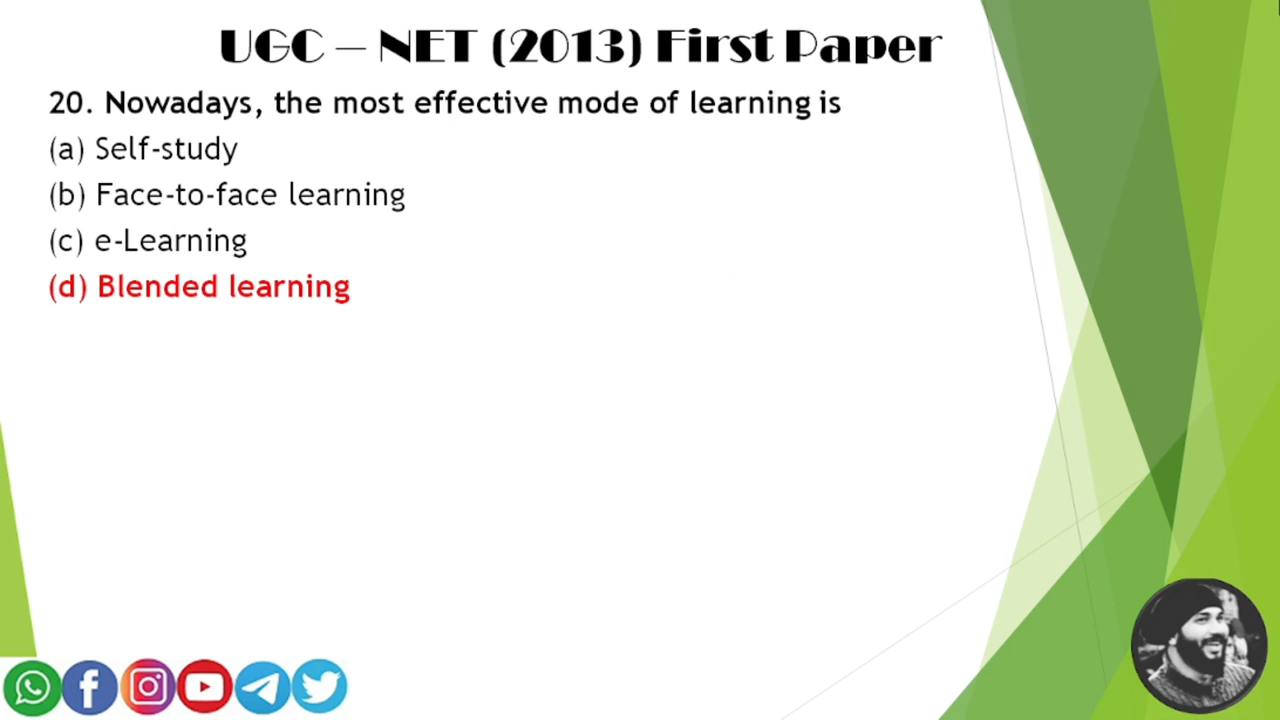 UGC – NET (2013) First Paper
20. Nowadays, the most effective mode of learning is
(a) Self-study
(b) Face-to-face learning
(c) e-Learning
(d) Blended learning